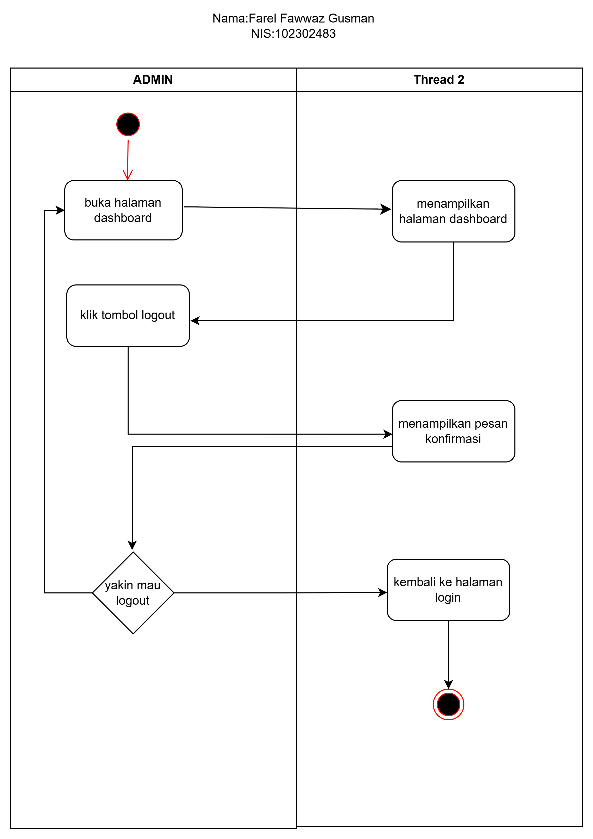 Nama:Farel Fawwaz Gusman
NIS:102302483
ADMIN
Thread 2
buka halaman
dashboard
menampilkan
halaman dashboard
klik tombol logout
menampilkan pesan
konfirmasi
yakin mau
logout
kembali ke halaman
login